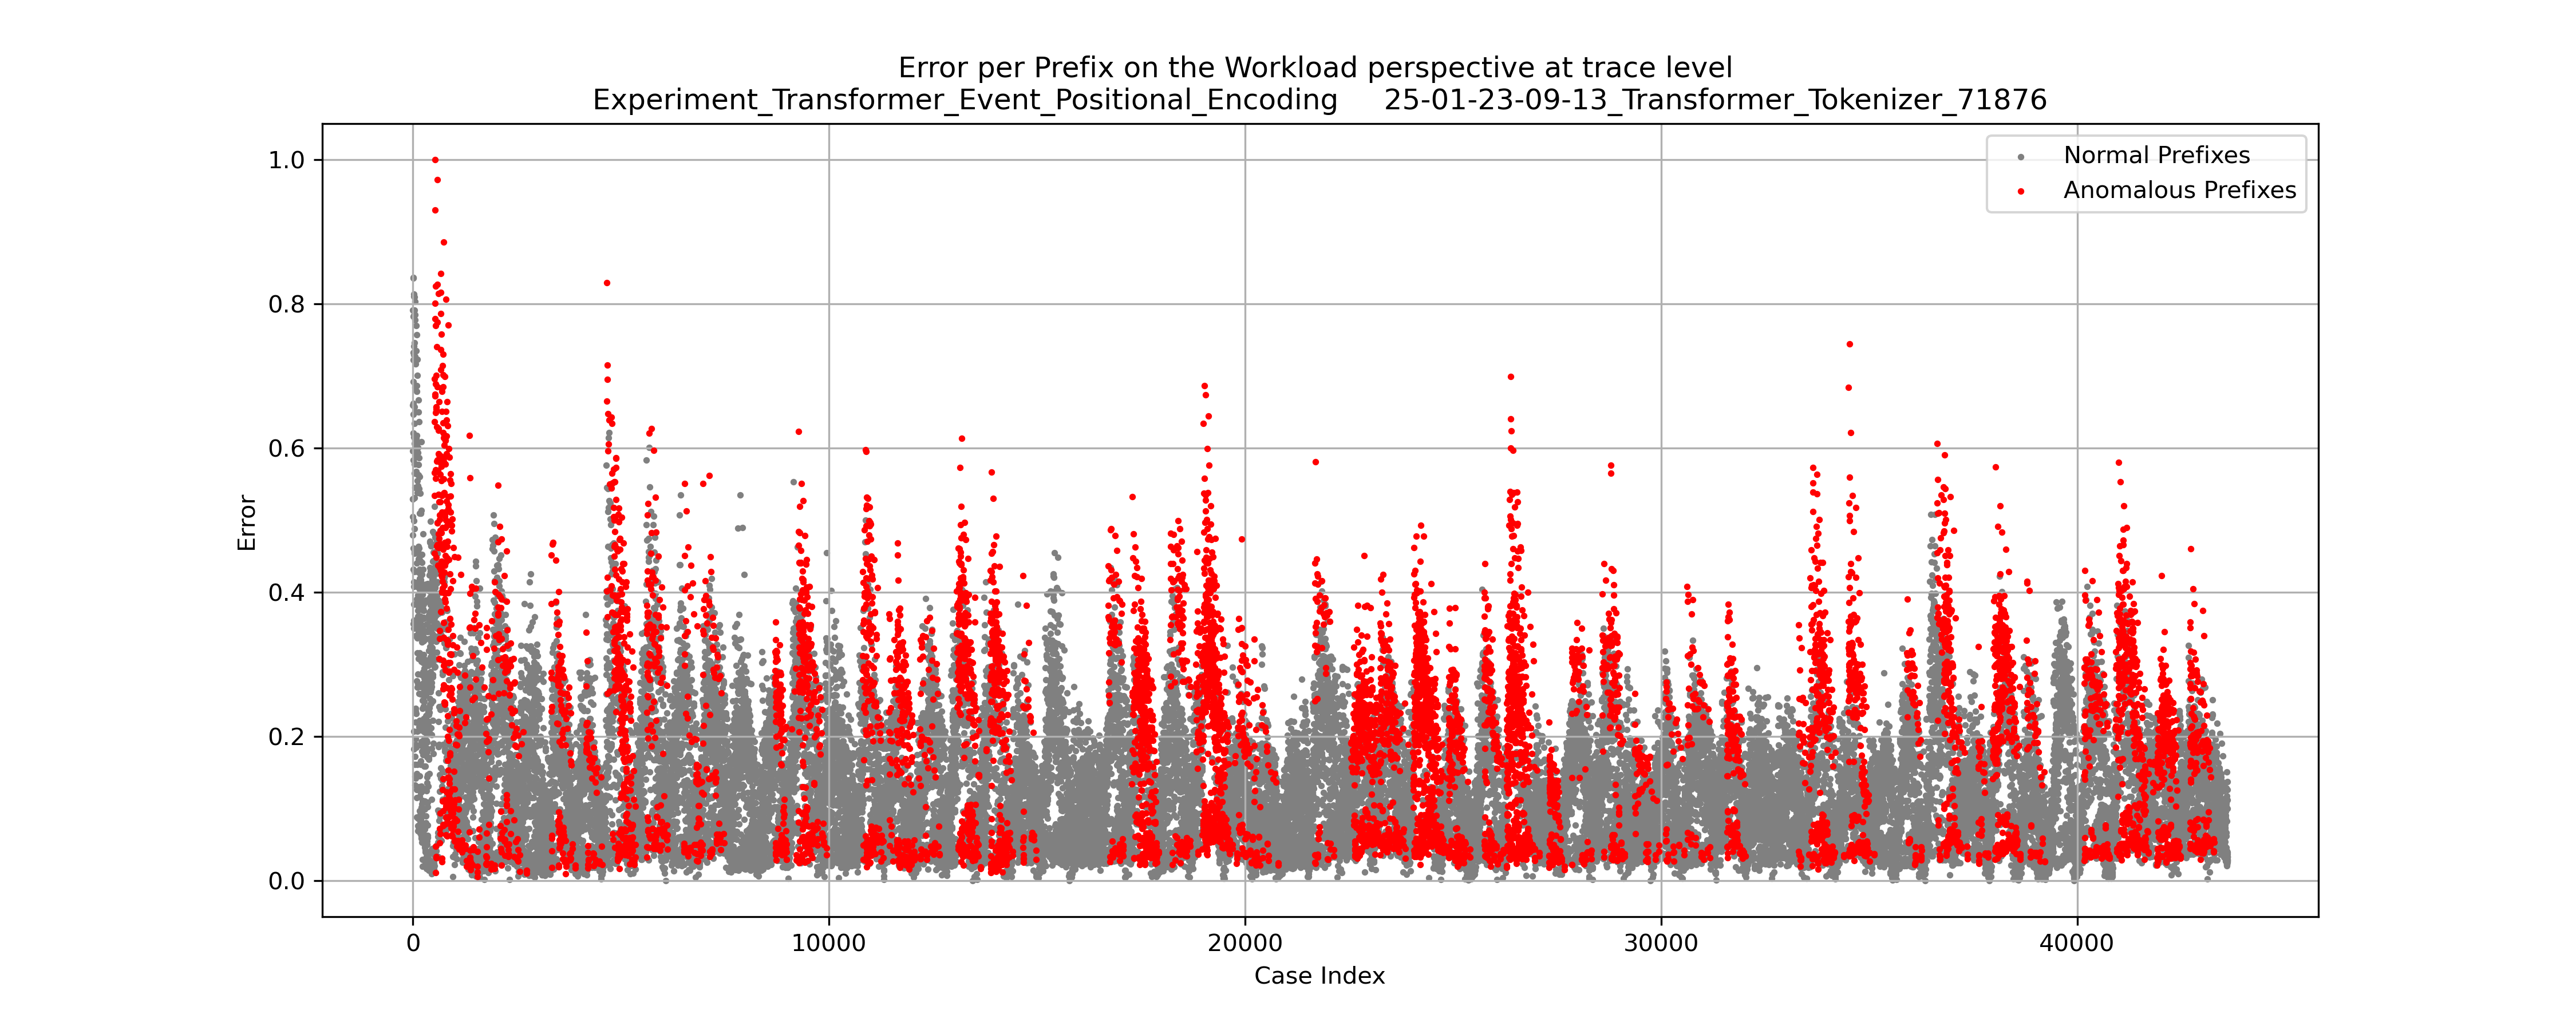 Error per Prefix on the Workload perspective at trace level
Experiment_Transformer_Event_Positional_Encoding 25-01-23-09-13_Transformer_Tokenizer_71876
Normal Prefixes
Anomalous Prefixes
1.0
0.8
0.6
0.4
0.2
0.0
Error
0 10000 20000 30000 40000
Case Index